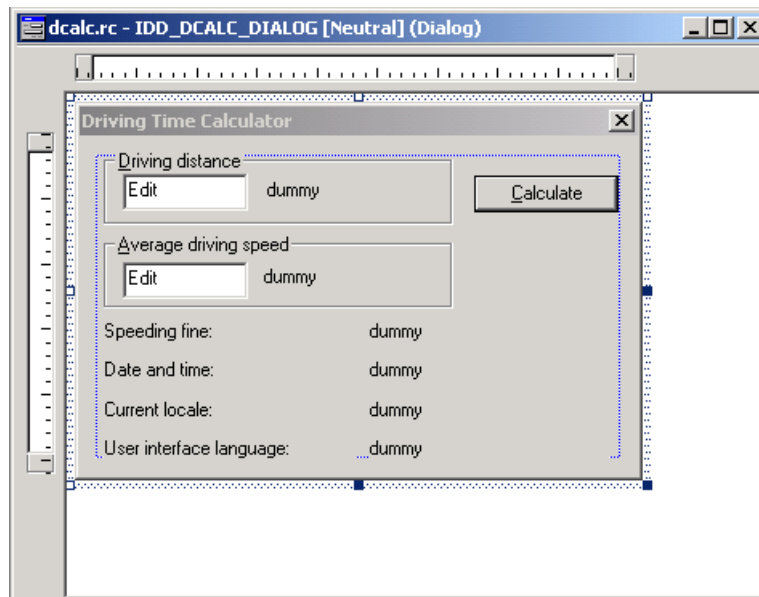 dcalc.rc - IDD_DCALC_DIALOG [Neutral] (Dialog)
Driving Time Calculator
Driving distance
Edit dummy
Calculate
Average driving speed
Edit dummy
Speeding fine: dummy
Date and time: dummy
Current locale: dummy
User interface language: dummy